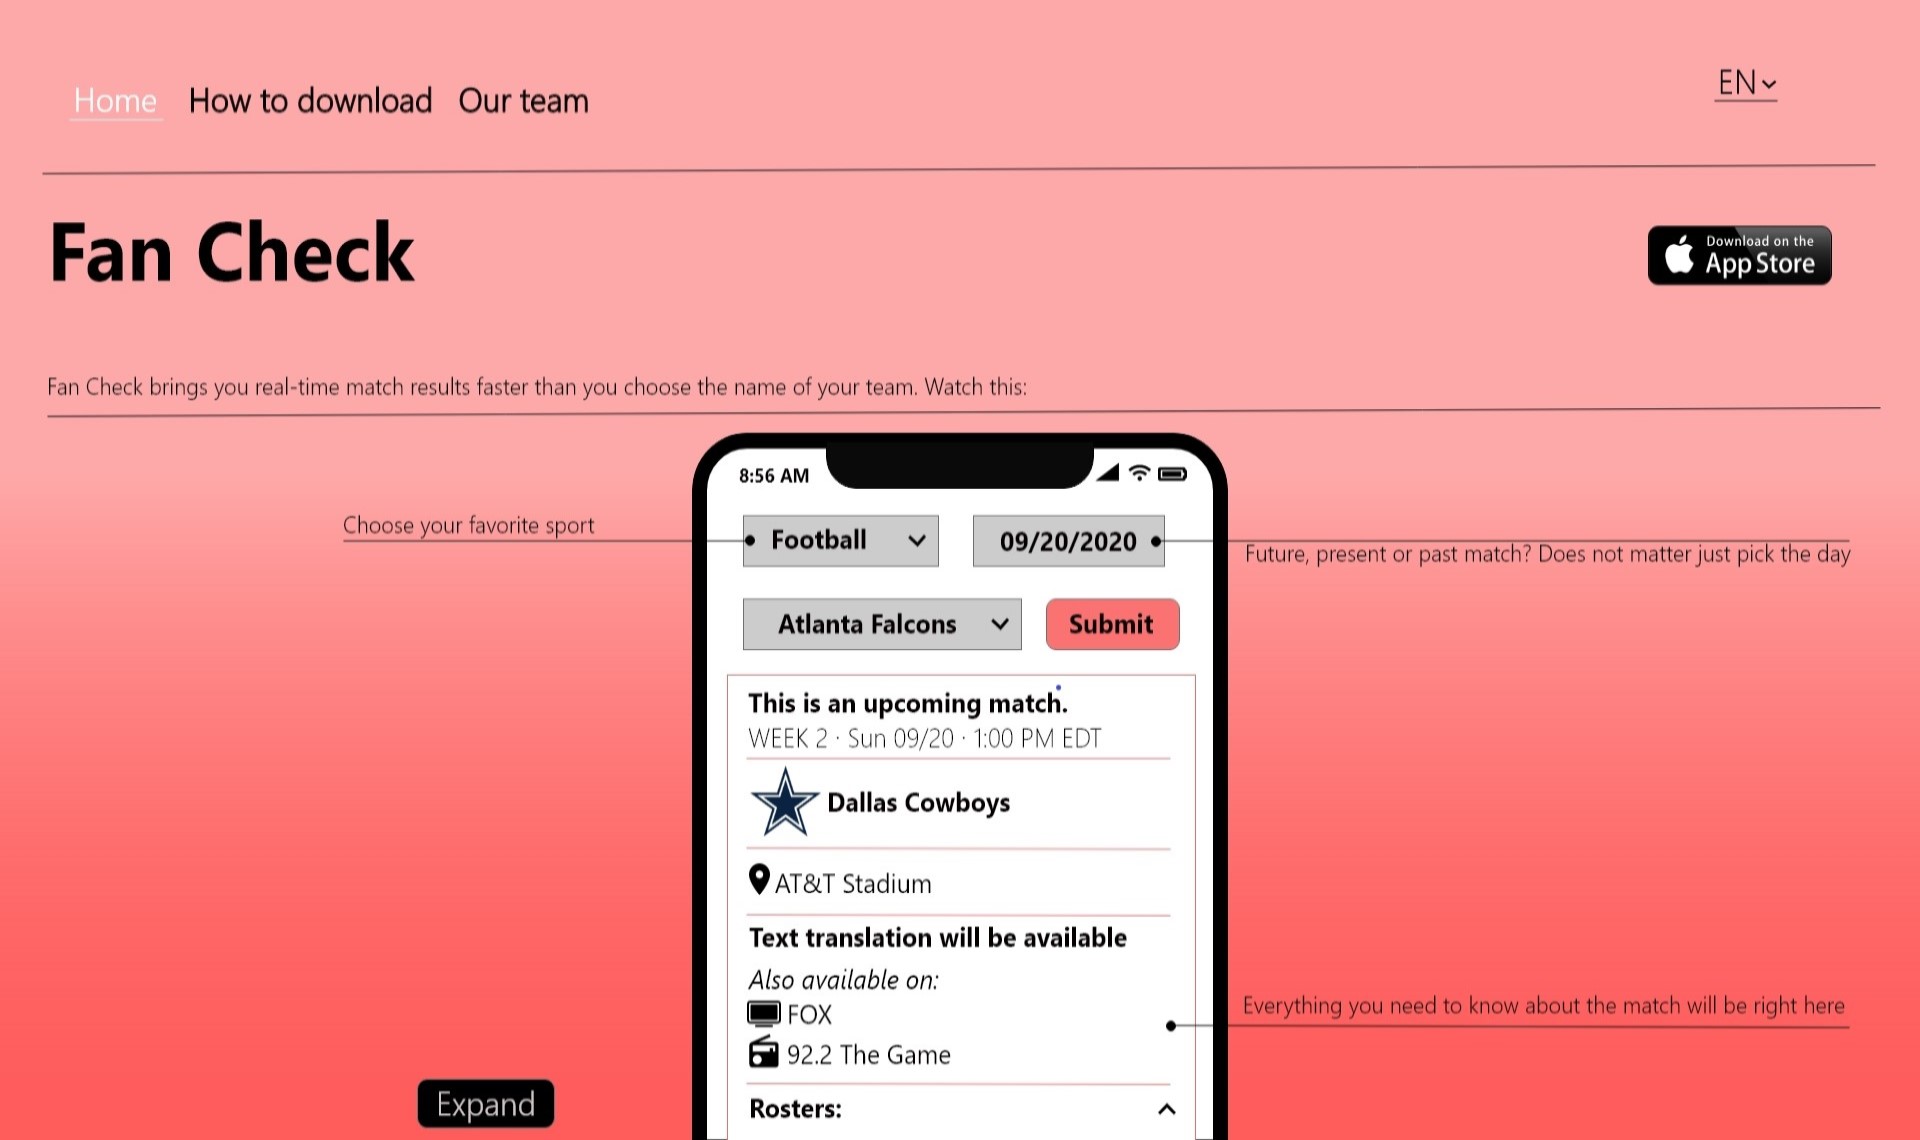 Home How to download Our team
EN
Fan Check
Download on the
App Store
Fan Check brings you real-time match results faster than you choose the name of your team. Watch this:
8:56 AM
Choose your favorite sport
Football
09/20/2020
Future, present or past match? Does not matter just pick the day
Atlanta Falcons
Submit
This is an upcoming match.
WEEK 2 · Sun 09/20 · 1:00 PM EDT
Dallas Cowboys
AT&T Stadium
Text translation will be available
Also available on:
FOX
Everything you need to know about the match will be right here
92.2 The Game
Expand
Rosters: